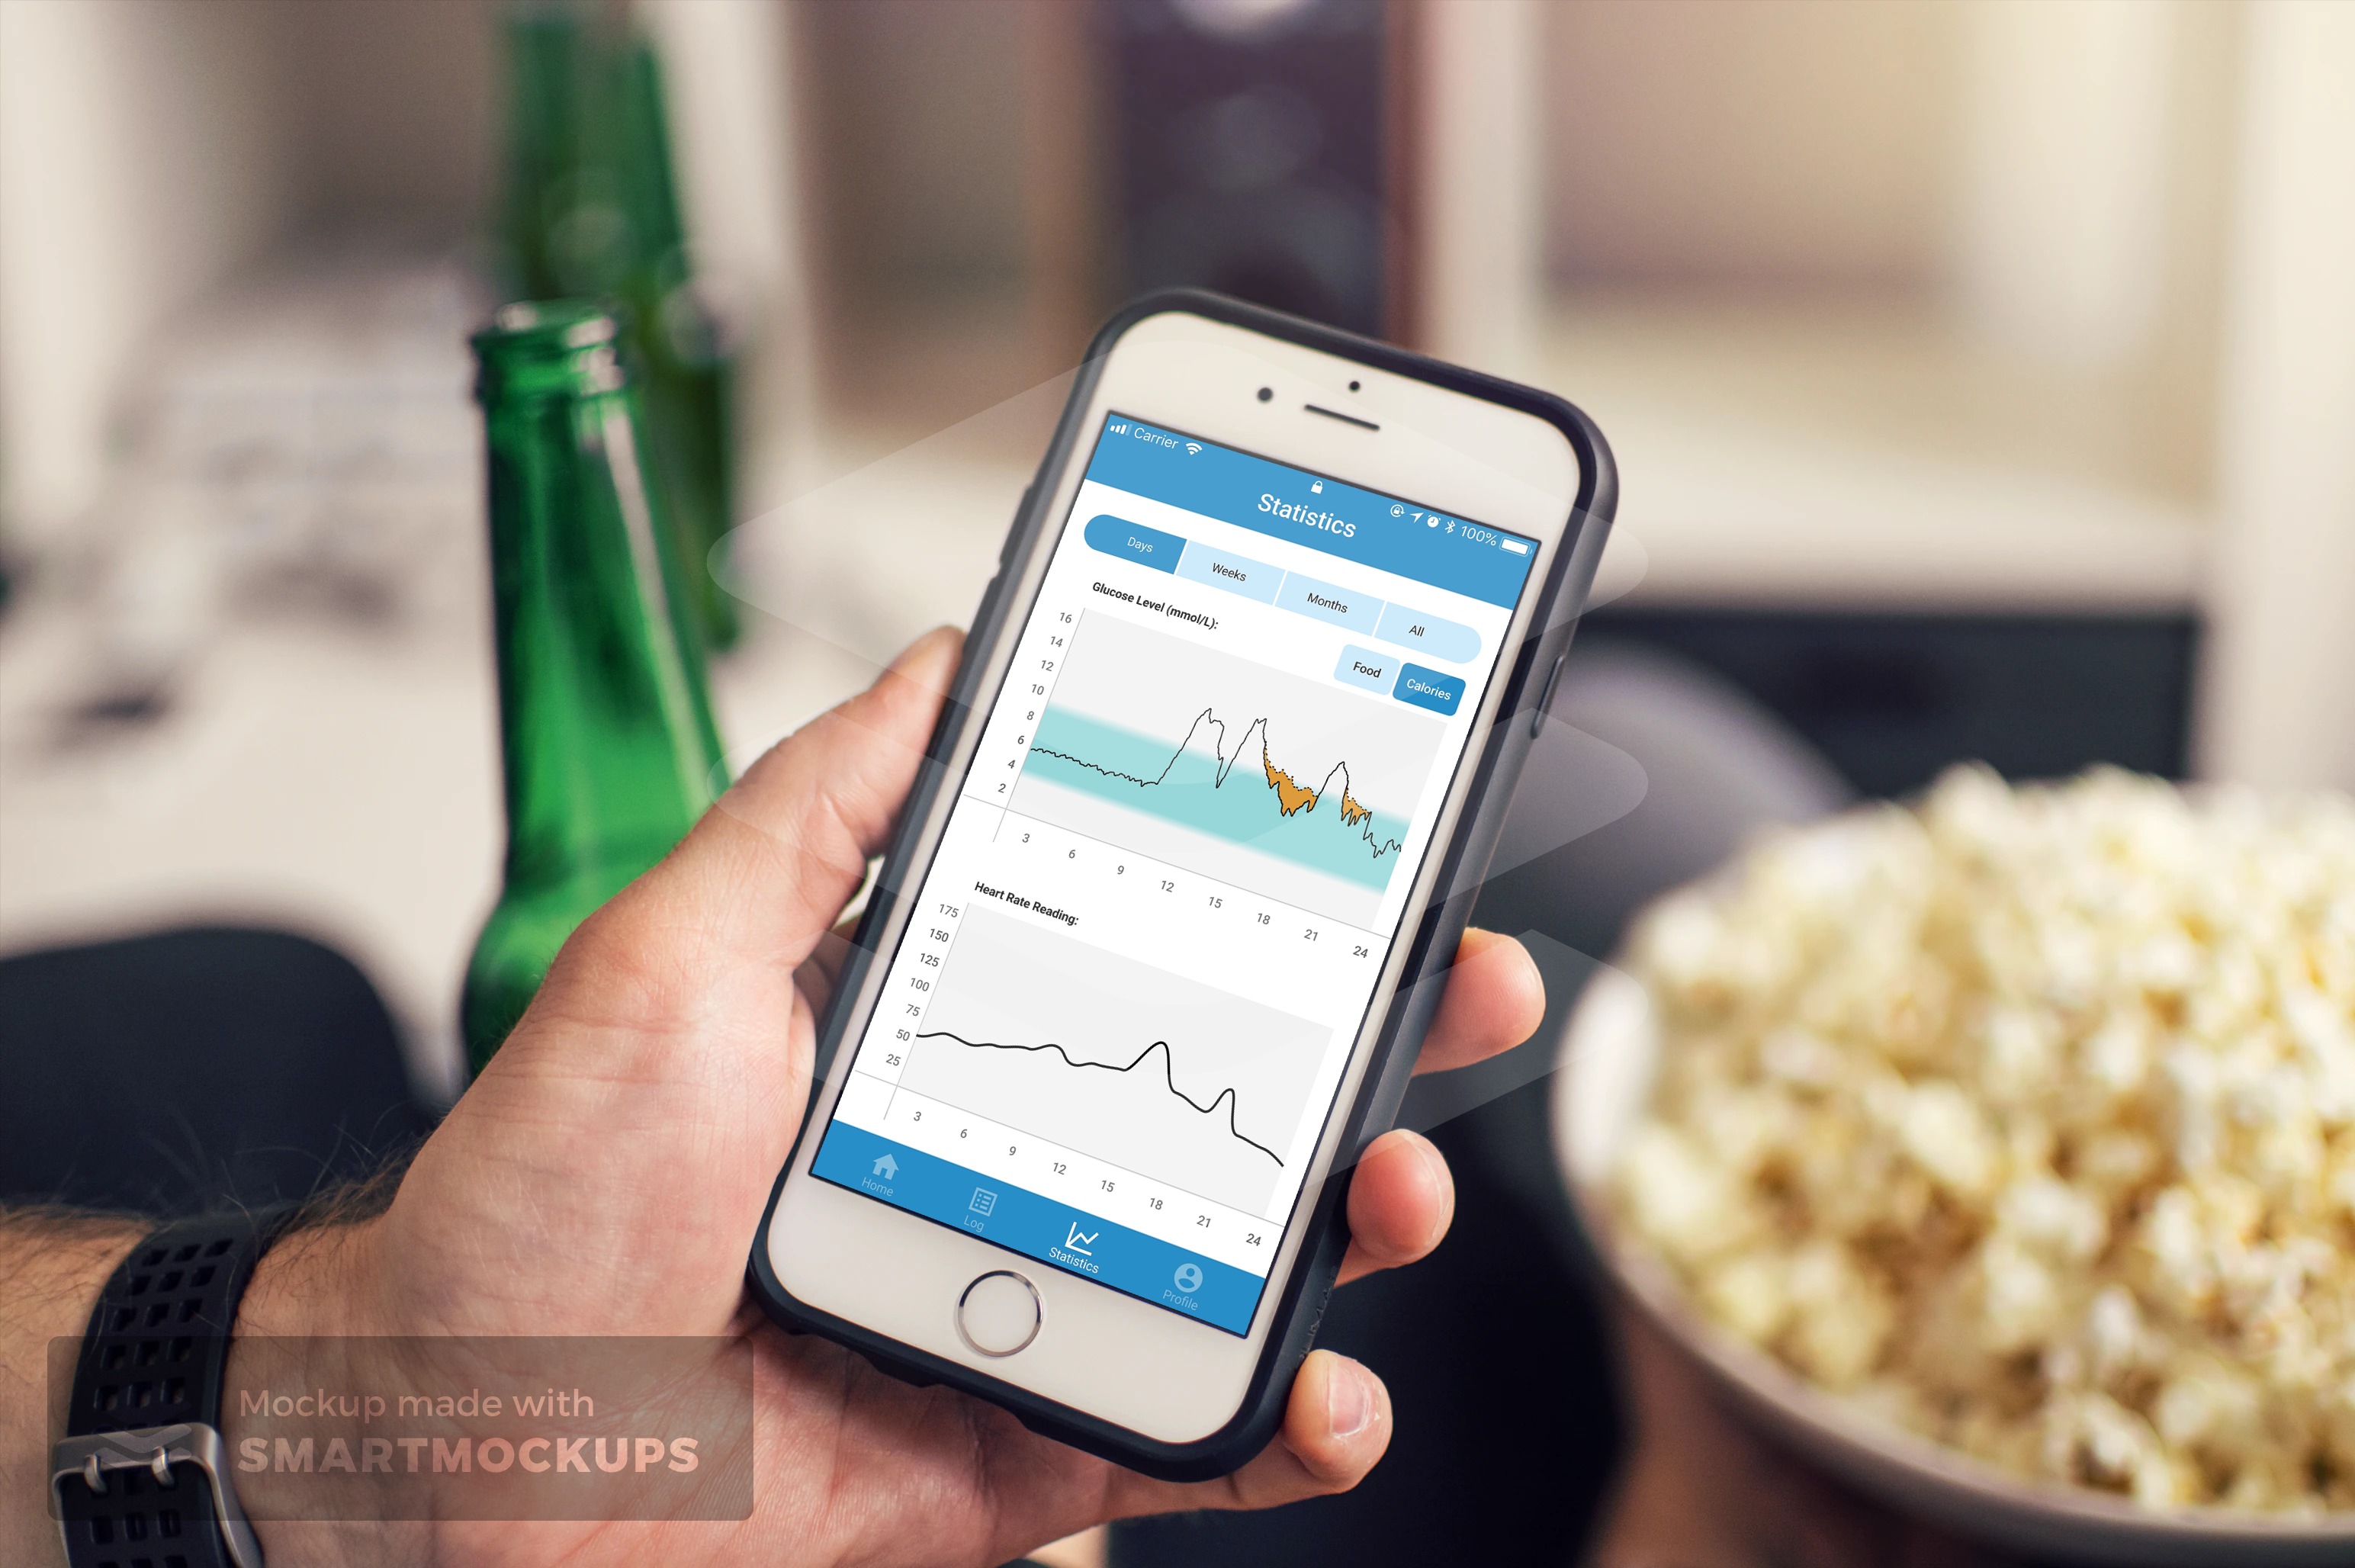 Carrier
100%
Statistics
Days
Weeks
Months
All
Glucose Level (mmol/L):
Food
Calories
16
14
12
10
8
6
4
2
3
6
9
12
15
18
21
24
Heart Rate Reading:
175
150
125
100
75
50
25
3
6
9
12
15
18
21
24
Home
Log
Statistics
Profile
Mockup made with
SMARTMOCKUPS